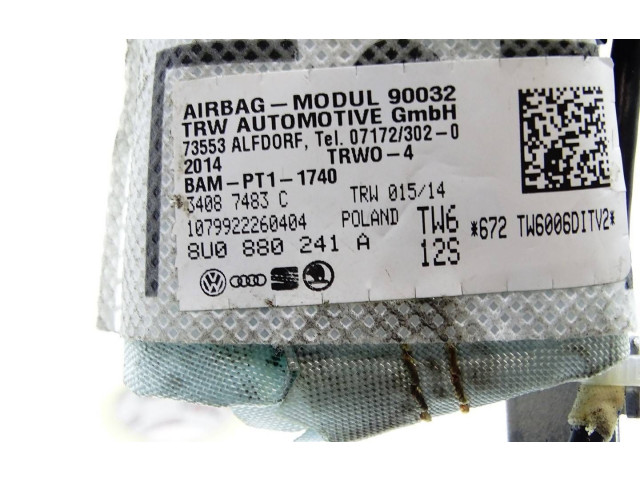 AIRBAG-MODUL 90032
TRW AUTOMOTIVE GmbH
73553 ALFDORF, Tel. 07172/302-0
2014 TRWO-4
BAM-PT1-1740
3408 7483 C TRW 015/14
1079922260404 POLAND TW6
8U0 880 241 A 12S
*672 TW6006DITV2*